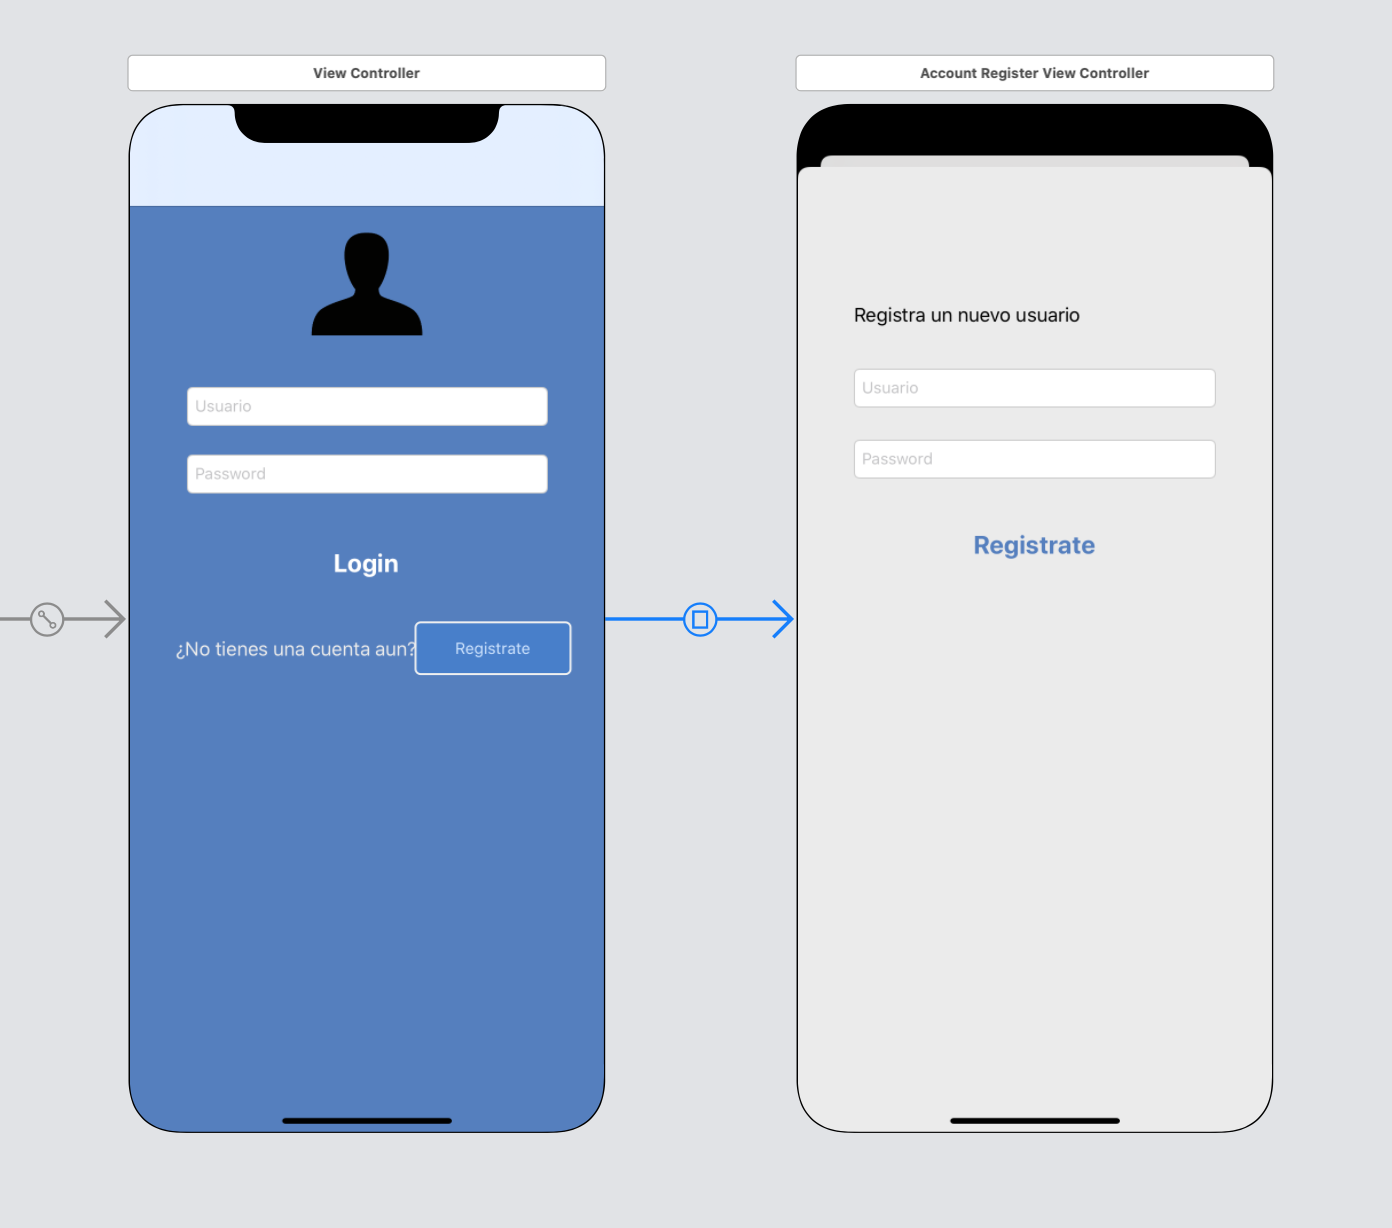 View Controller
Usuario
Password
Login
¿No tienes una cuenta aun?
Registrate
Account Register View Controller
Registra un nuevo usuario
Usuario
Password
Registrate